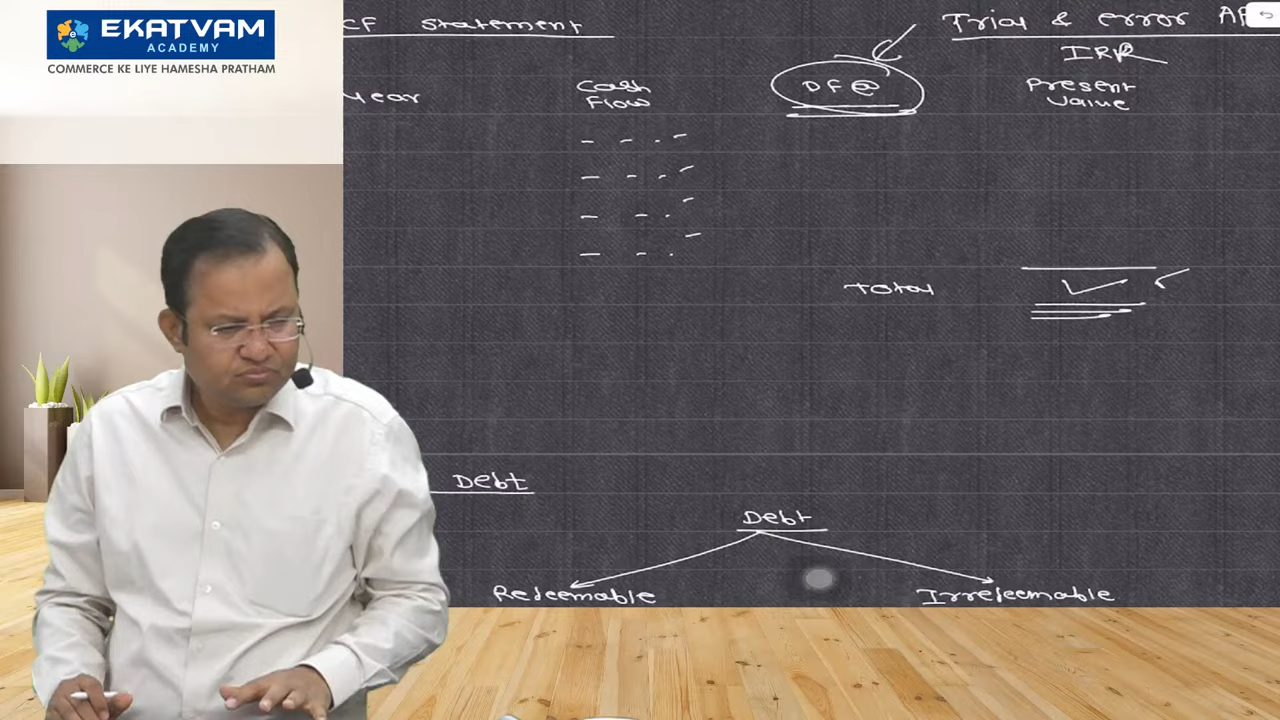 EKATVAM
ACADEMY
COMMERCE KE LIYE HAMESHA PRATHAM
CF Statement
Trial & error AP
IRR
year
Cash Flow
DF@
Present Value
Total
Debt
Debt
Redeemable
Irredeemable